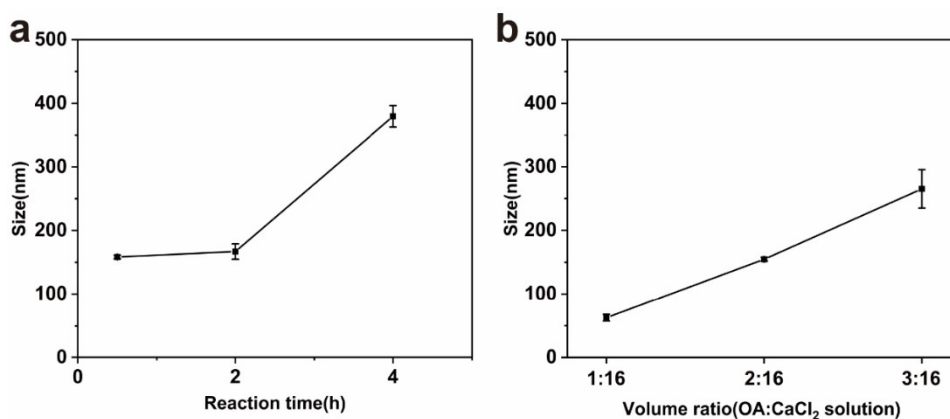 a
500
400
300
200
100
0
Size(nm)
0 2 4
Reaction time(h)
b
500
400
300
200
100
0
Size(nm)
1:16 2:16 3:16
Volume ratio(OA:CaCl₂ solution)